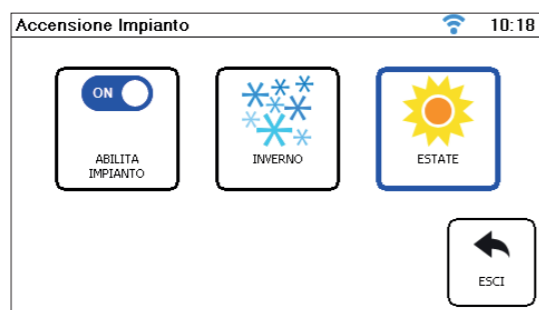 Accensione Impianto 10:18
ON
ABILITA
IMPIANTO
INVERNO
ESTATE
ESCI